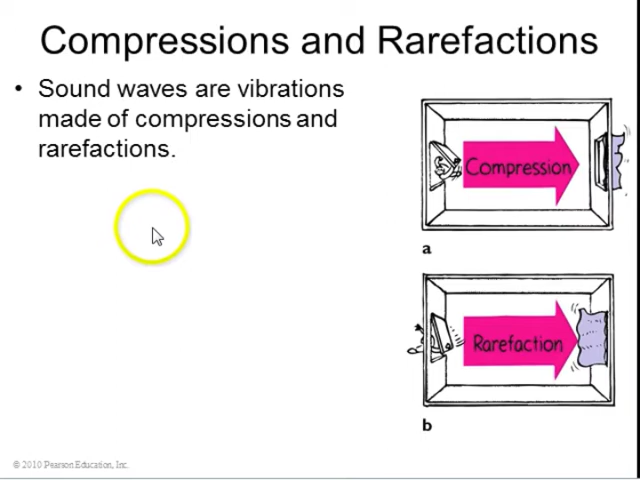 Compressions and Rarefactions
• Sound waves are vibrations
made of compressions and
rarefactions.
Compression
a
Rarefaction
b
© 2010 Pearson Education, Inc.